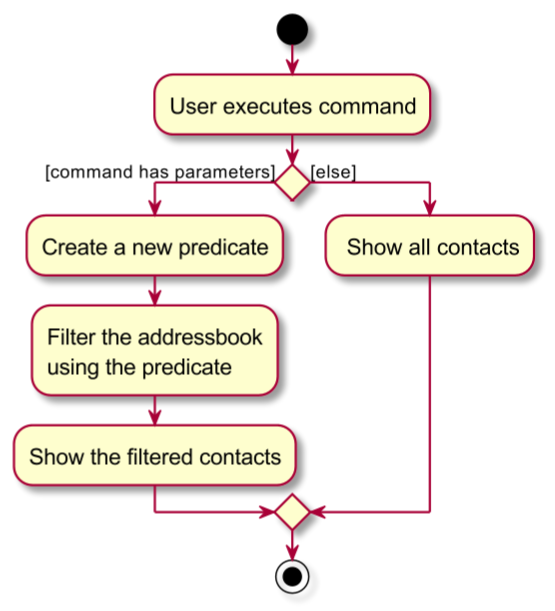 User executes command
[command has parameters]
[else]
Create a new predicate
Show all contacts
Filter the addressbook
using the predicate
Show the filtered contacts